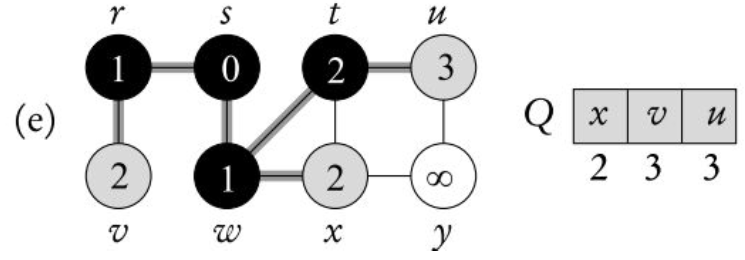 r s t u
1 0 2 3
(e) Q x v u
2 3 3
2 1 2 ∞
v w x y